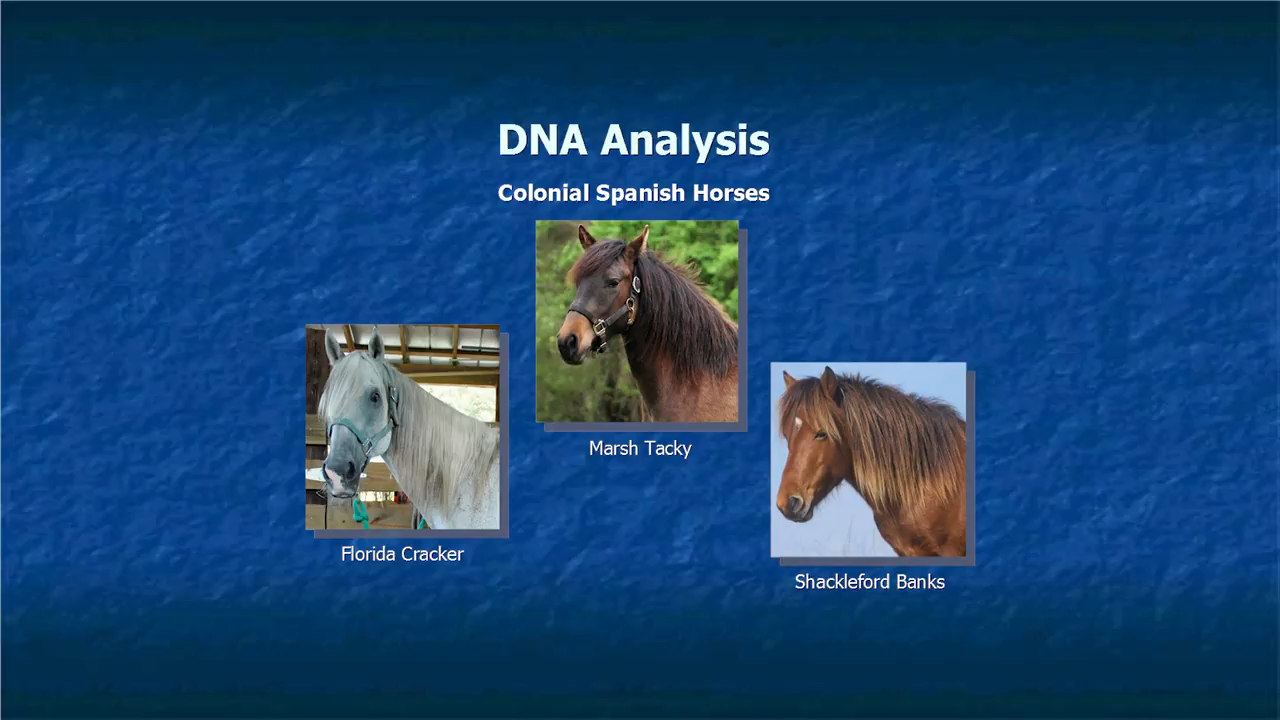 DNA Analysis
Colonial Spanish Horses
Marsh Tacky
Florida Cracker
Shackleford Banks